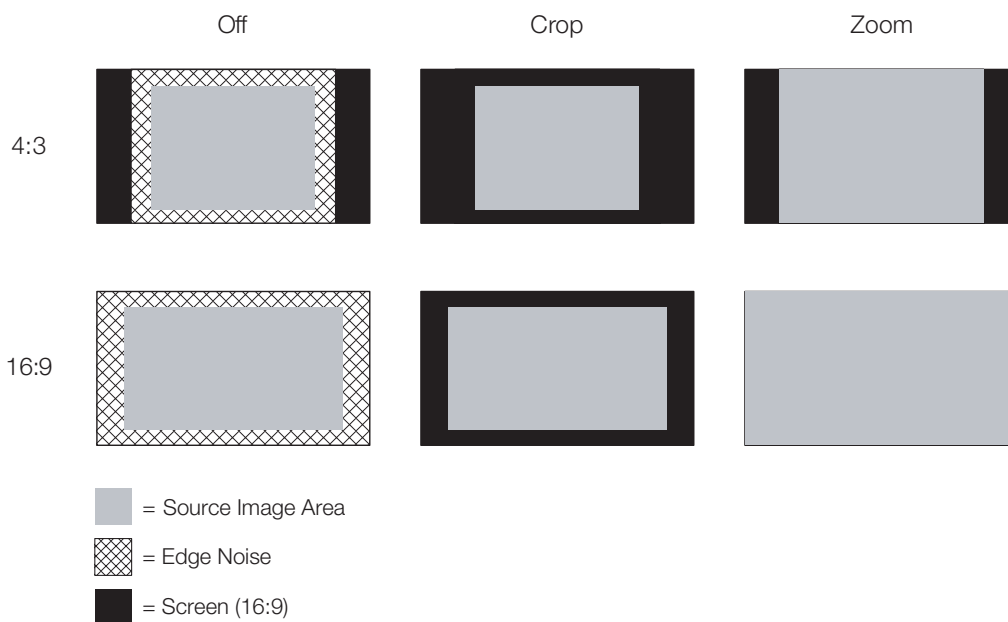 Off Crop Zoom
4:3
16:9
= Source Image Area
= Edge Noise
= Screen (16:9)